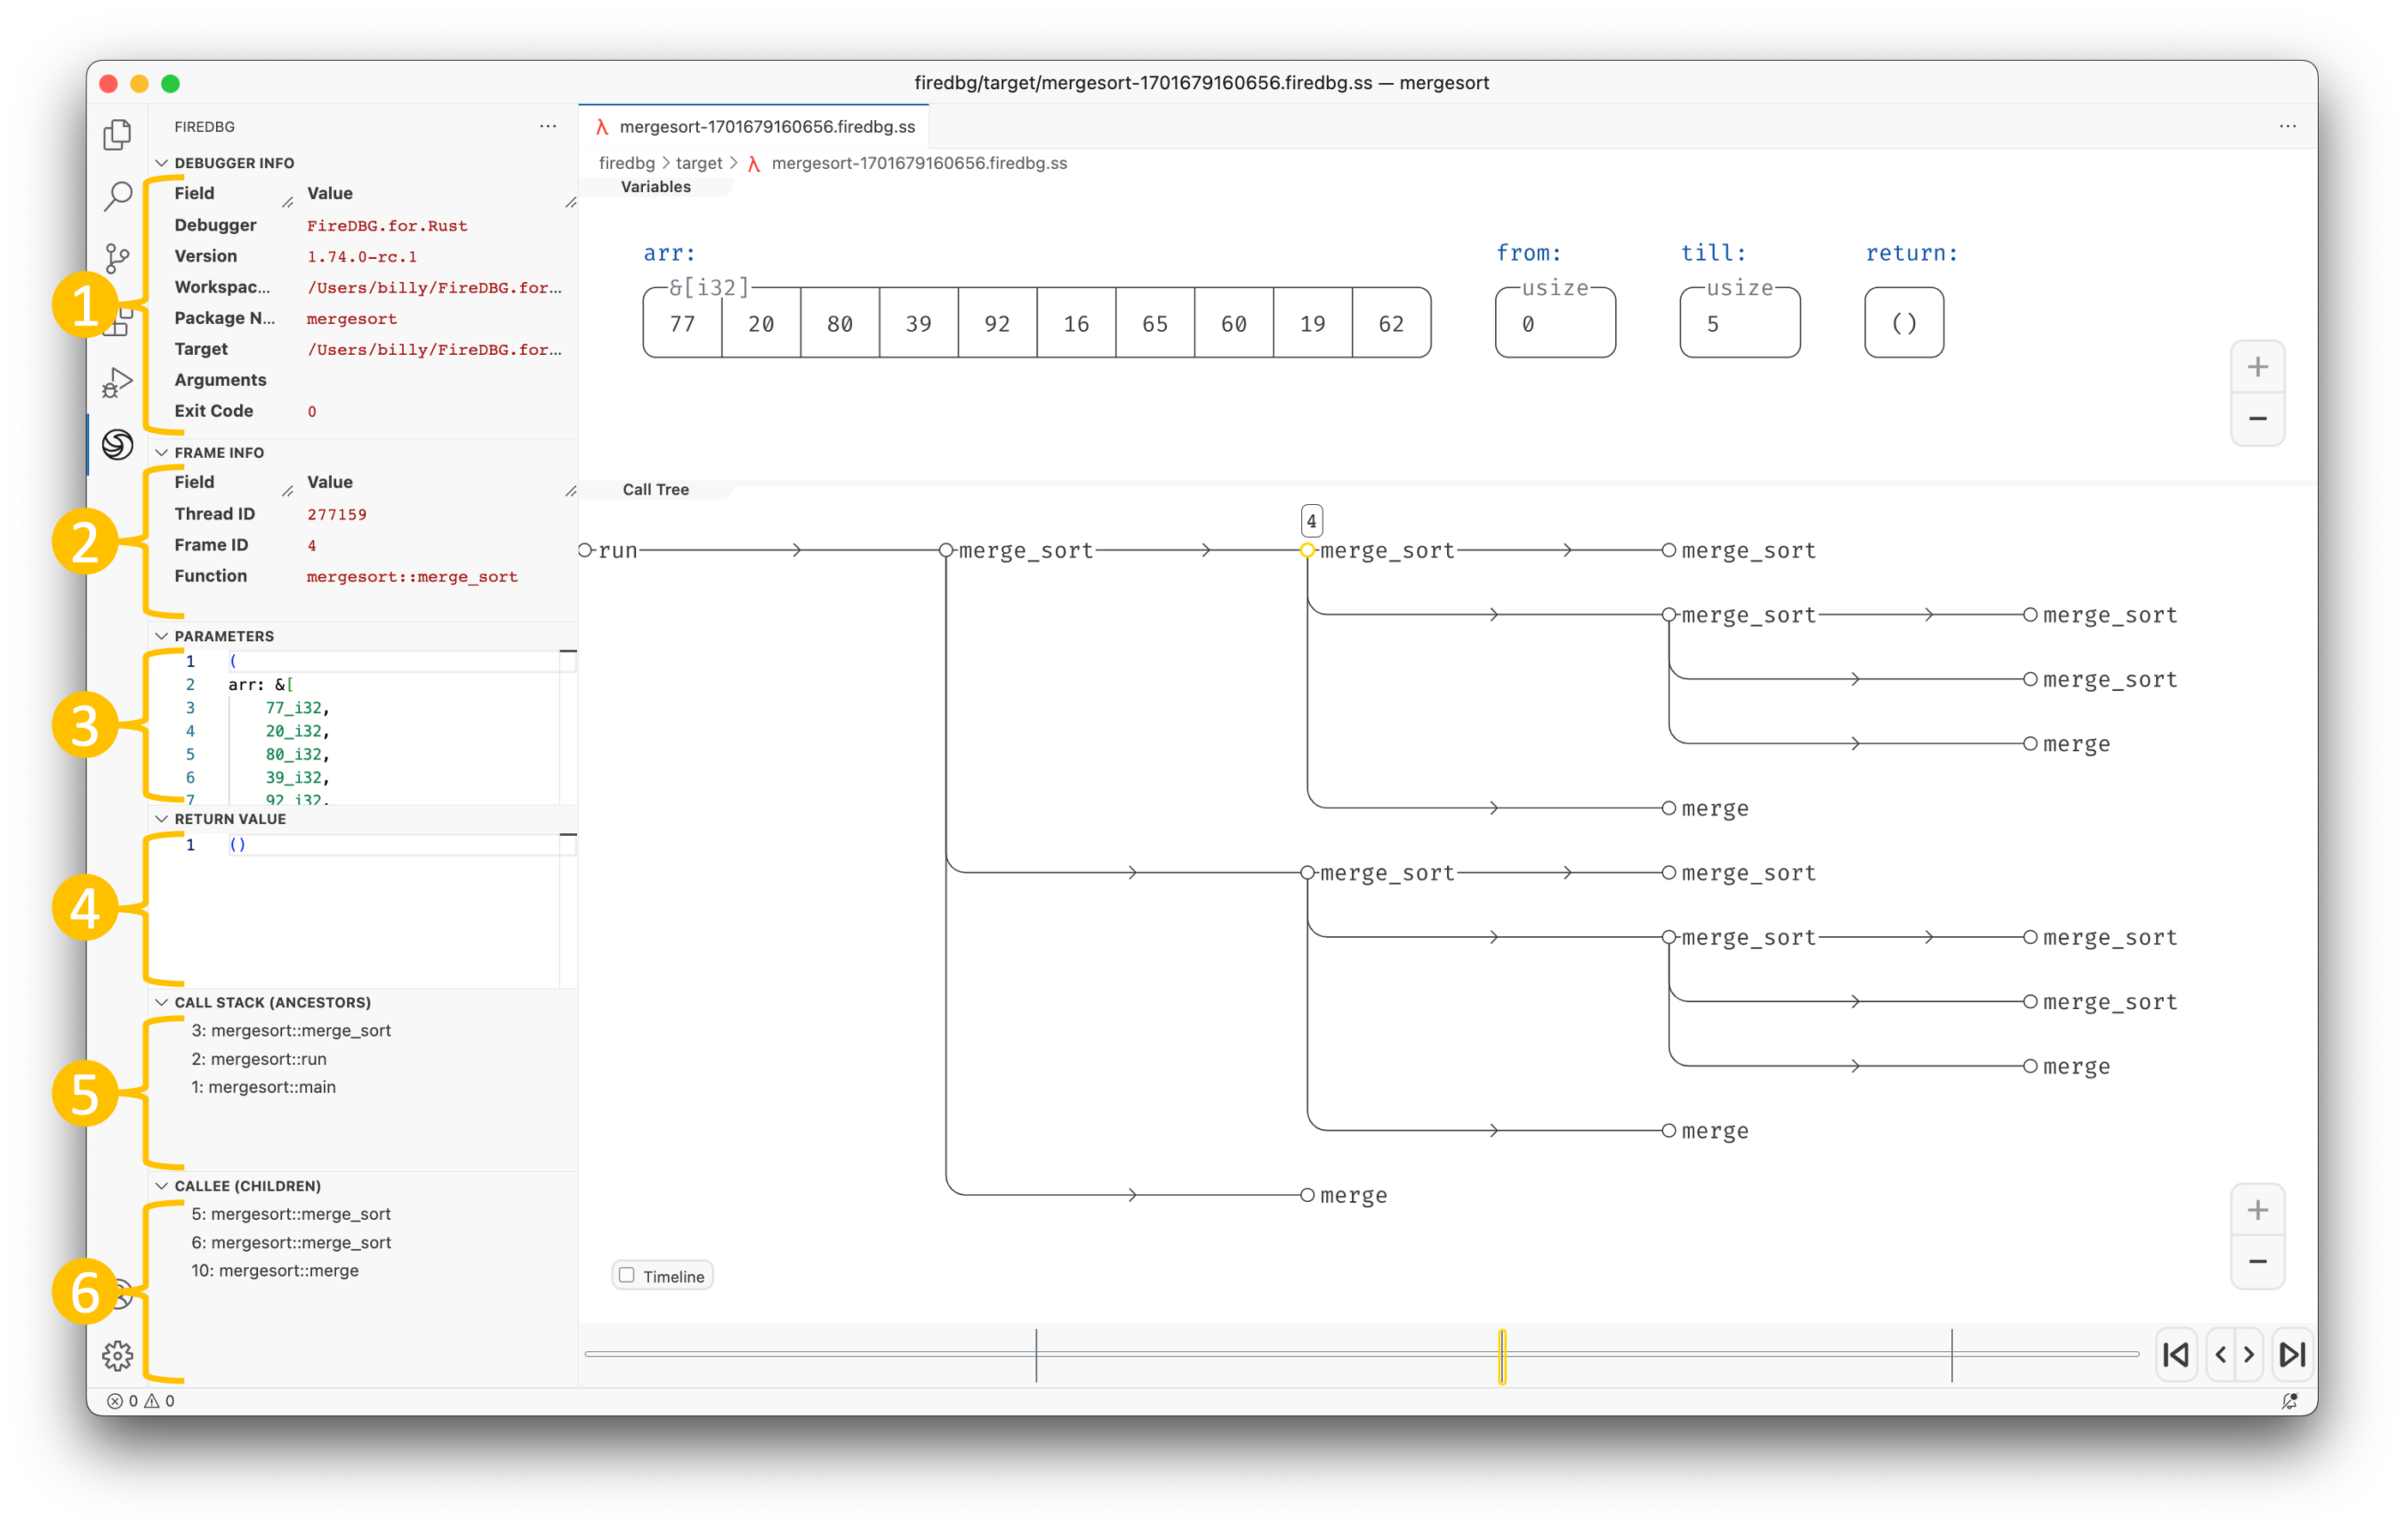 firedbg/target/mergesort-1701679160656.firedbg.ss — mergesort
FIREDBG
DEBUGGER INFO
Field Value
Debugger FireDBG.for.Rust
Version 1.74.0-rc.1
Workspac... /Users/billy/FireDBG.for...
Package N... mergesort
Target /Users/billy/FireDBG.for...
Arguments
Exit Code 0
1
FRAME INFO
Field Value
Thread ID 277159
Frame ID 4
Function mergesort::merge_sort
2
PARAMETERS
1 (
2 arr: &[
3 77_i32,
4 20_i32,
5 80_i32,
6 39_i32,
7 92_i32,
3
RETURN VALUE
1 ()
4
CALL STACK (ANCESTORS)
3: mergesort::merge_sort
2: mergesort::run
1: mergesort::main
5
CALLEE (CHILDREN)
5: mergesort::merge_sort
6: mergesort::merge_sort
10: mergesort::merge
6
0 0
λ mergesort-1701679160656.firedbg.ss
firedbg > target > λ mergesort-1701679160656.firedbg.ss
Variables
arr: from: till: return:
&[i32] usize usize
77 20 80 39 92 16 65 60 19 62 0 5 ()
+
−
Call Tree
4
run merge_sort merge_sort merge_sort
merge_sort merge_sort
merge_sort
merge
merge
merge_sort merge_sort
merge_sort merge_sort
merge_sort
merge
merge
merge
+
−
Timeline